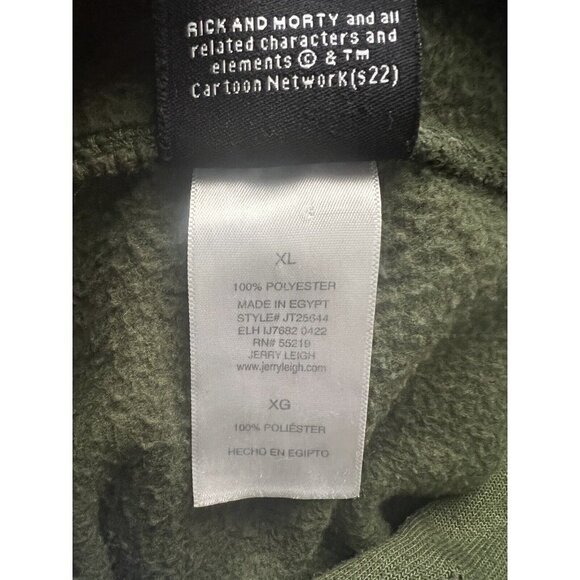 RICK AND MORTY and all
related characters and
elements © & TM
Cartoon Network(s22)
XL
100% POLYESTER
MADE IN EGYPT
STYLE# JT25644
ELH IJ7682 0422
RN# 55219
JERRY LEIGH
www.jerryleigh.com
XG
100% POLIÉSTER
HECHO EN EGIPTO